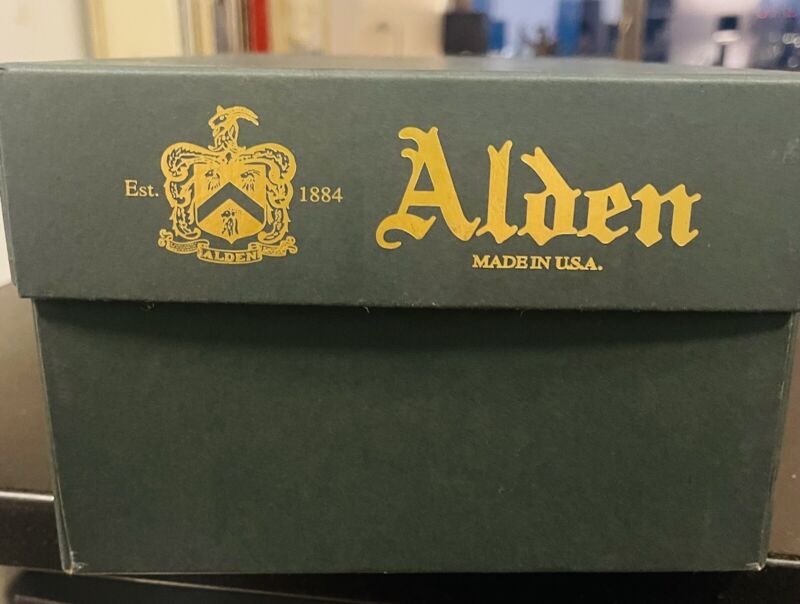 Est. 1884
ALDEN
Alden
MADE IN U.S.A.